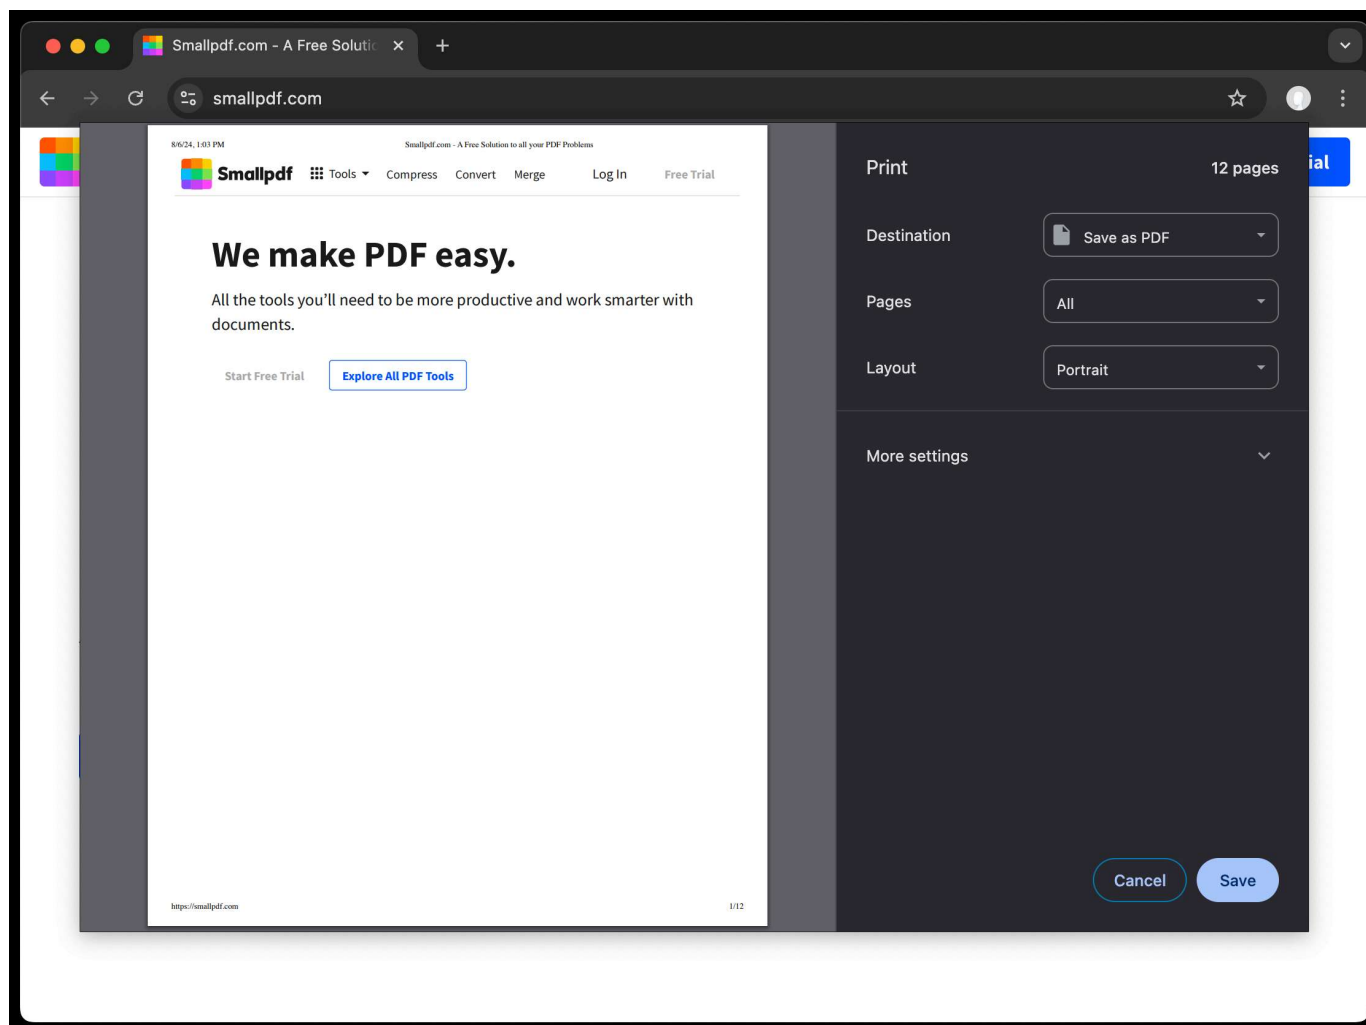 Smallpdf.com - A Free Solutio
smallpdf.com
ial
8/6/24, 1:03 PM Smallpdf.com - A Free Solution to all your PDF Problems
Smallpdf Tools Compress Convert Merge Log In Free Trial
We make PDF easy.
All the tools you’ll need to be more productive and work smarter with
documents.
Start Free Trial Explore All PDF Tools
https://smallpdf.com 1/12
Print 12 pages
Destination Save as PDF
Pages All
Layout Portrait
More settings
Cancel Save